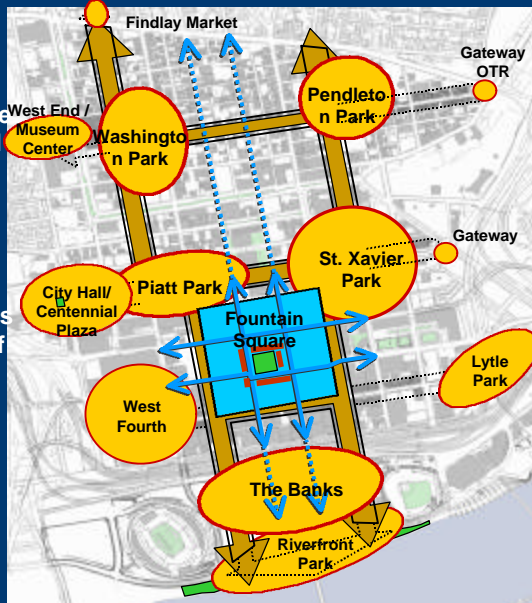 Findlay Market
Gateway
OTR
Pendleto
n Park
West End /
Museum
Center
Washingto
n Park
St. Xavier
Park
Gateway
Piatt Park
City Hall/
Centennial
Plaza
Fountain
Square
Lytle
Park
West
Fourth
The Banks
Riverfront
Park